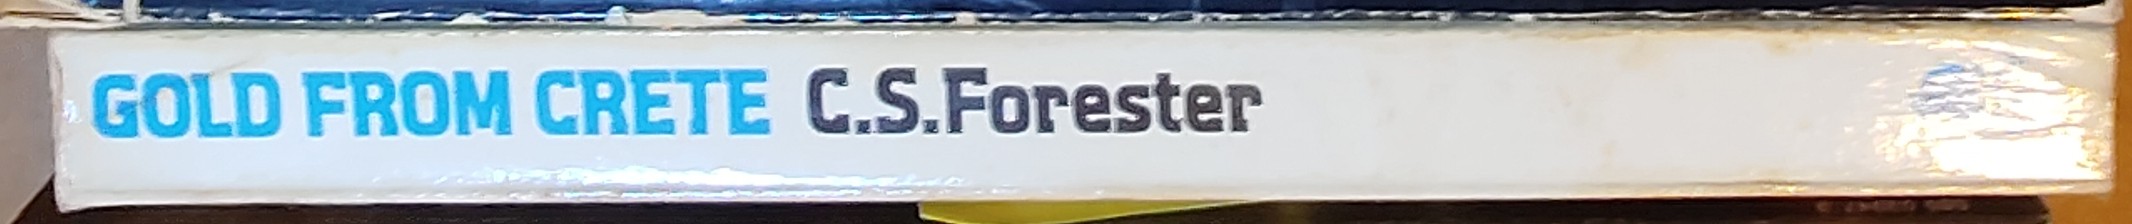 GOLD FROM CRETE C.S.Forester